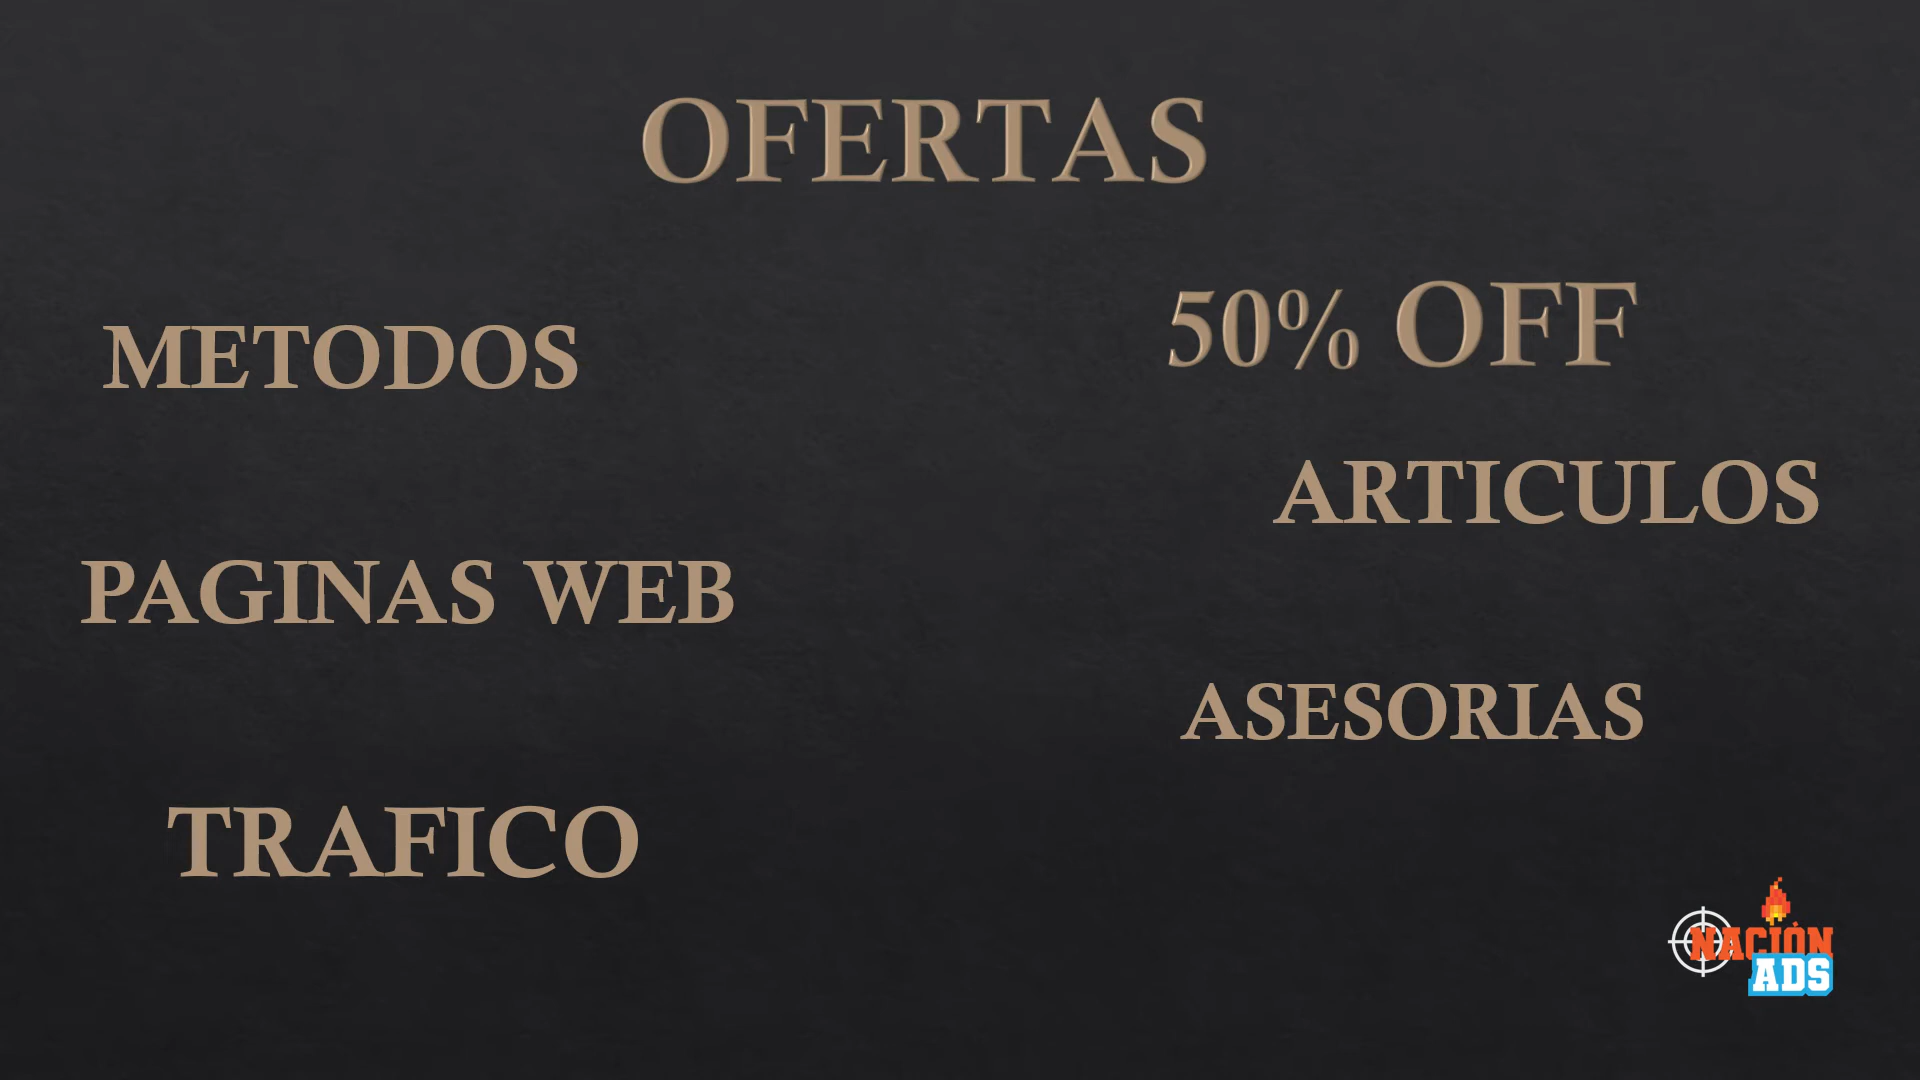 OFERTAS
50% OFF
METODOS
ARTICULOS
PAGINAS WEB
ASESORIAS
TRAFICO
NACIÓN
ADS